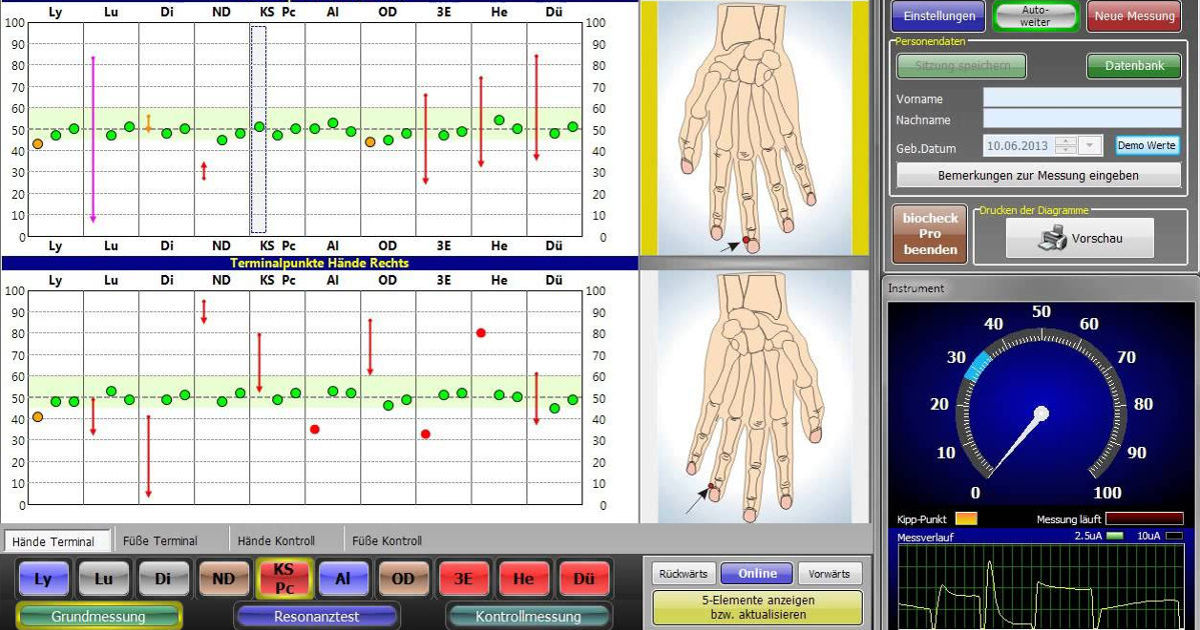 Ly Lu Di ND KS Pc Al OD 3E He Dü
100 100
90 90
80 80
70 70
60 60
50 50
40 40
30 30
20 20
10 10
0 0
Ly Lu Di ND KS Pc Al OD 3E He Dü
Terminalpunkte Hände Rechts
Ly Lu Di ND KS Pc Al OD 3E He Dü
100 100
90 90
80 80
70 70
60 60
50 50
40 40
30 30
20 20
10 10
0 0
Hände Terminal Füße Terminal Hände Kontroll Füße Kontroll
Ly Lu Di ND KS Pc Al OD 3E He Dü
Grundmessung Resonanztest Kontrollmessung
Rückwärts Online Vorwärts
5-Elemente anzeigen
bzw. aktualisieren
Einstellungen Auto-weiter Neue Messung
Personendaten
Sitzung speichern Datenbank
Vorname
Nachname
Geb.Datum 10.06.2013 Demo Werte
Bemerkungen zur Messung eingeben
biocheck
Pro
beenden
Drucken der Diagramme
Vorschau
Instrument
0 10 20 30 40 50 60 70 80 90 100
Kipp-Punkt Messung läuft
Messverlauf 2.5uA 10uA